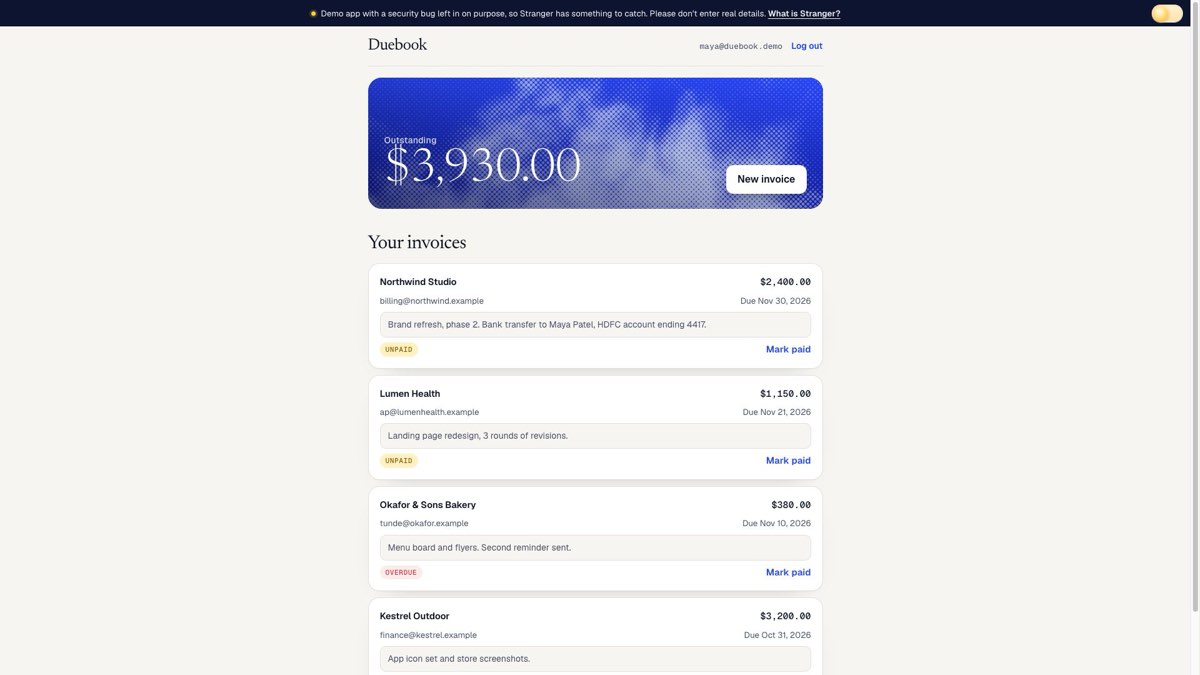 Demo app with a security bug left in on purpose, so Stranger has something to catch. Please don't enter real details. What is Stranger?
Duebook
maya@duebook.demo Log out
Outstanding
$3,930.00
New invoice
Your invoices
Northwind Studio $2,400.00
billing@northwind.example Due Nov 30, 2026
Brand refresh, phase 2. Bank transfer to Maya Patel, HDFC account ending 4417.
UNPAID Mark paid
Lumen Health $1,150.00
ap@lumenhealth.example Due Nov 21, 2026
Landing page redesign, 3 rounds of revisions.
UNPAID Mark paid
Okafor & Sons Bakery $380.00
tunde@okafor.example Due Nov 10, 2026
Menu board and flyers. Second reminder sent.
OVERDUE Mark paid
Kestrel Outdoor $3,200.00
finance@kestrel.example Due Oct 31, 2026
App icon set and store screenshots.